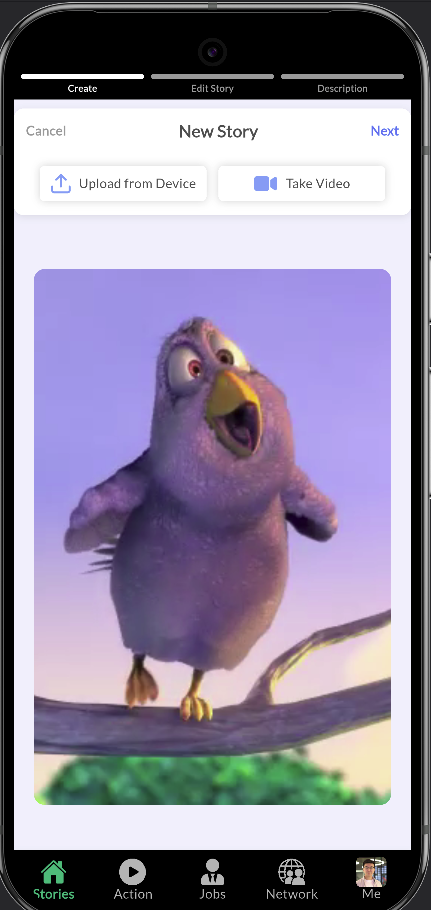 Create Edit Story Description
Cancel New Story Next
Upload from Device Take Video
Stories Action Jobs Network Me